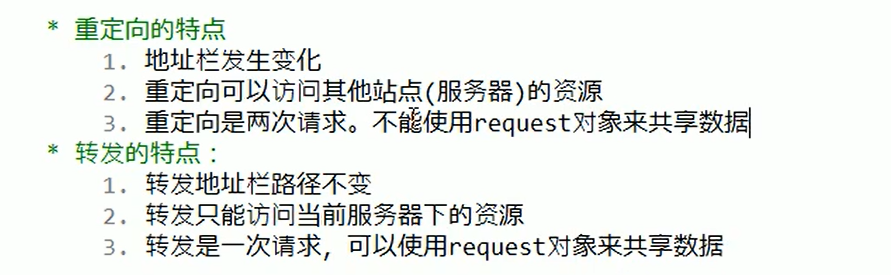 * 重定向的特点
1. 地址栏发生变化
2. 重定向可以访问其他站点(服务器)的资源
3. 重定向是两次请求。不能使用request对象来共享数据
* 转发的特点：
1. 转发地址栏路径不变
2. 转发只能访问当前服务器下的资源
3. 转发是一次请求，可以使用request对象来共享数据